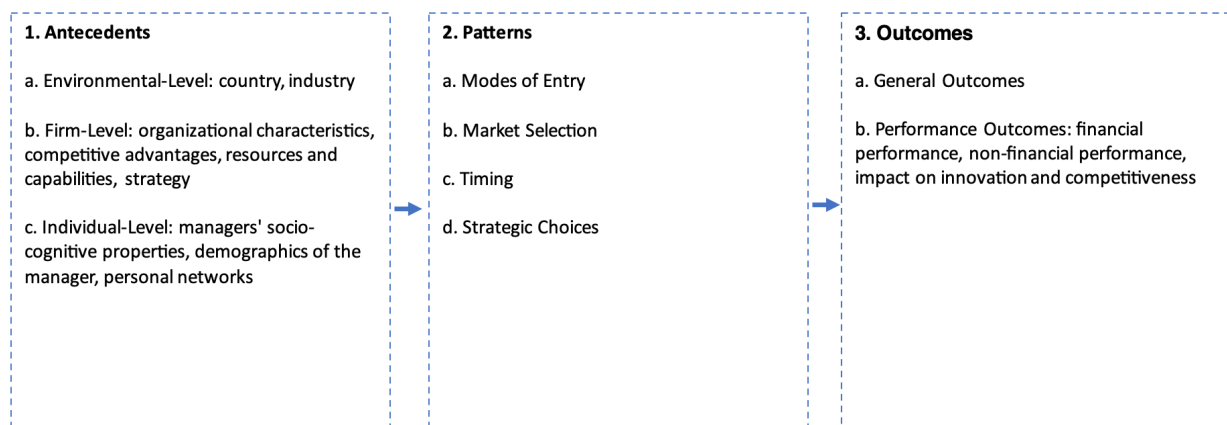 1. Antecedents
a. Environmental-Level: country, industry
b. Firm-Level: organizational characteristics,
competitive advantages, resources and
capabilities, strategy
c. Individual-Level: managers' socio-
cognitive properties, demographics of the
manager, personal networks
2. Patterns
a. Modes of Entry
b. Market Selection
c. Timing
d. Strategic Choices
3. Outcomes
a. General Outcomes
b. Performance Outcomes: financial
performance, non-financial performance,
impact on innovation and competitiveness